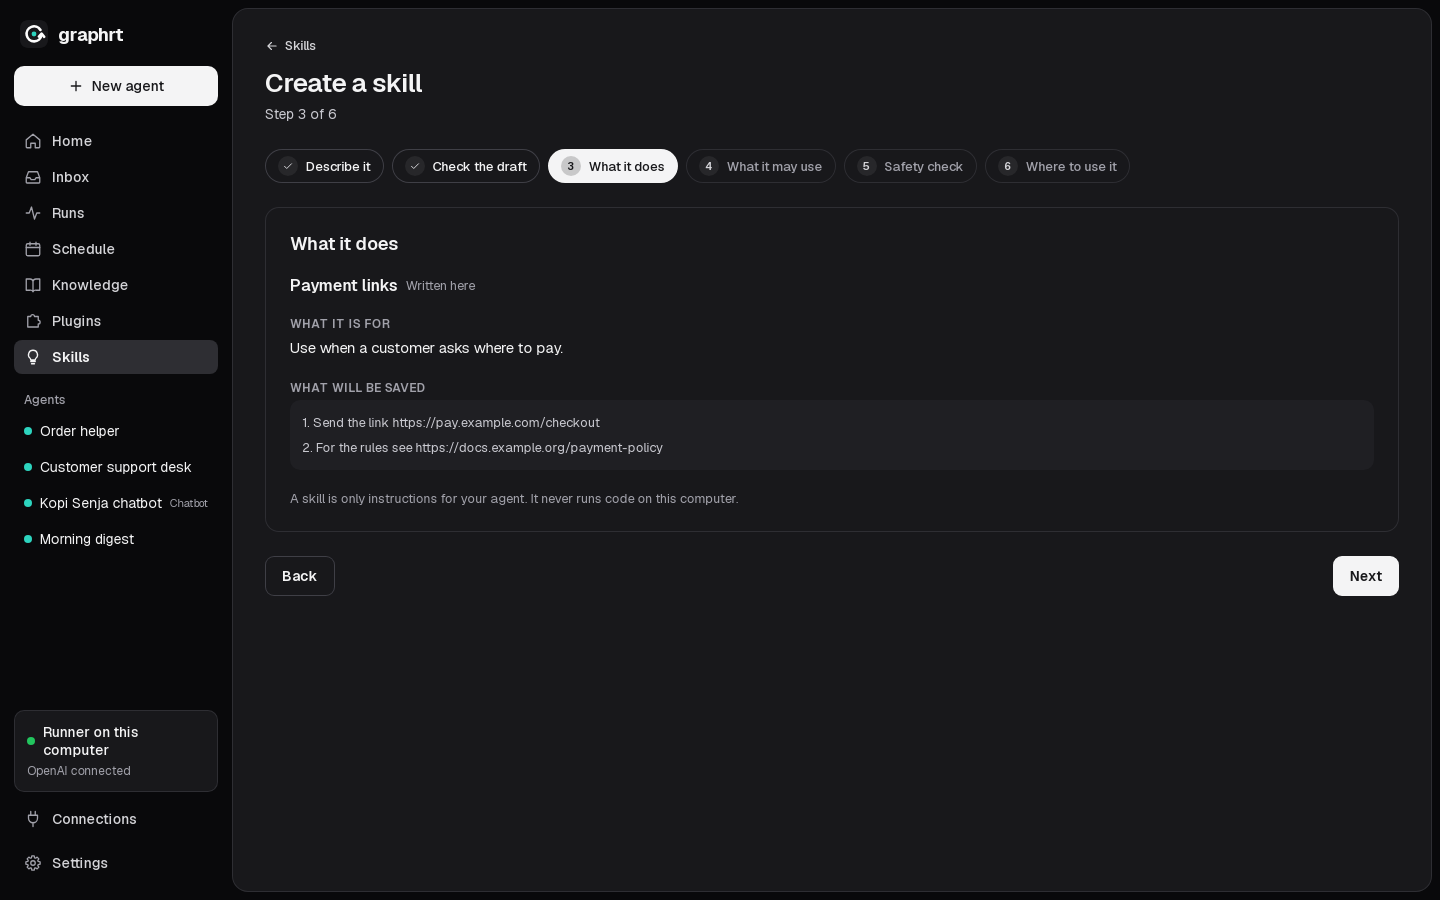 graphrt
New agent
Home
Inbox
Runs
Schedule
Knowledge
Plugins
Skills
Agents
Order helper
Customer support desk
Kopi Senja chatbot Chatbot
Morning digest
Runner on this
computer
OpenAI connected
Connections
Settings
Skills
Create a skill
Step 3 of 6
Describe it
Check the draft
3 What it does
4 What it may use
5 Safety check
6 Where to use it
What it does
Payment links Written here
WHAT IT IS FOR
Use when a customer asks where to pay.
WHAT WILL BE SAVED
1. Send the link https://pay.example.com/checkout
2. For the rules see https://docs.example.org/payment-policy
A skill is only instructions for your agent. It never runs code on this computer.
Back
Next